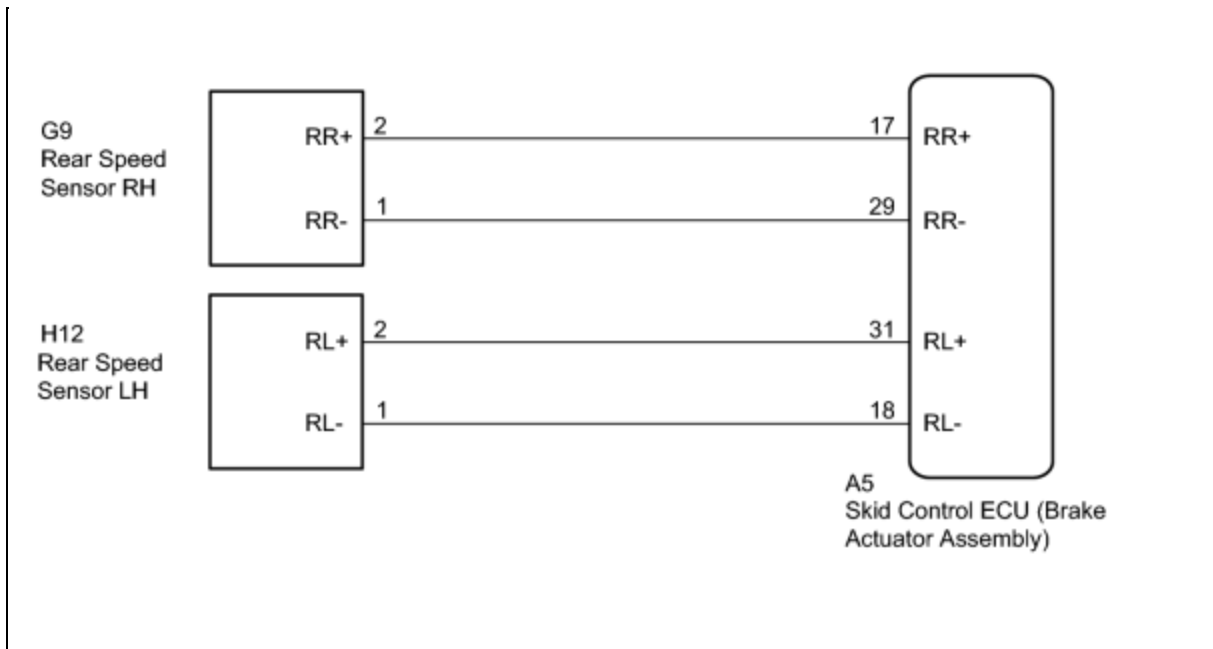 G9
Rear Speed
Sensor RH
RR+ 2 17 RR+
RR- 1 29 RR-
H12
Rear Speed
Sensor LH
RL+ 2 31 RL+
RL- 1 18 RL-
A5
Skid Control ECU (Brake
Actuator Assembly)